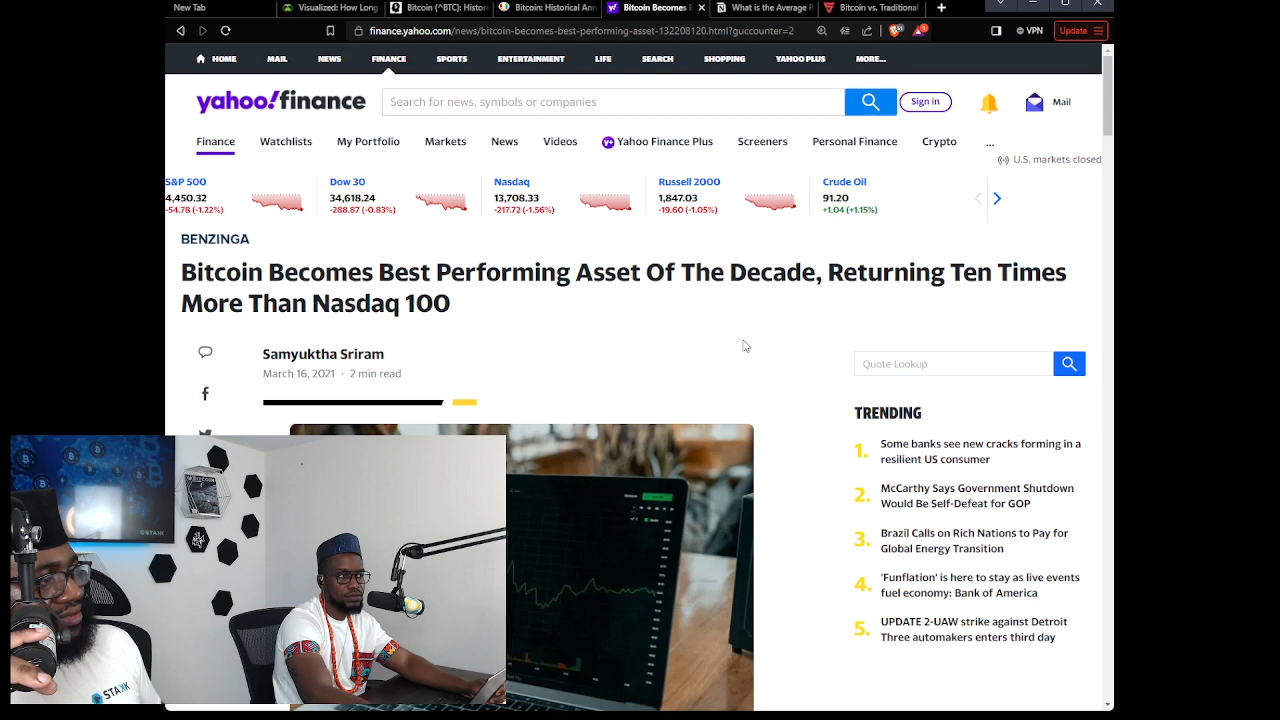 New Tab
Visualized: How Long
Bitcoin (^BTC): Histori
Bitcoin: Historical Ann
Bitcoin Becomes B
What is the Average R
Bitcoin vs. Traditional
finance.yahoo.com/news/bitcoin-becomes-best-performing-asset-132208120.html?guccounter=2
VPN
Update
HOME
MAIL
NEWS
FINANCE
SPORTS
ENTERTAINMENT
LIFE
SEARCH
SHOPPING
YAHOO PLUS
MORE...
yahoo!finance
Search for news, symbols or companies
Sign in
Mail
Finance
Watchlists
My Portfolio
Markets
News
Videos
Yahoo Finance Plus
Screeners
Personal Finance
Crypto
...
U.S. markets closed
S&P 500
4,450.32
-54.78 (-1.22%)
Dow 30
34,618.24
-288.87 (-0.83%)
Nasdaq
13,708.33
-217.72 (-1.56%)
Russell 2000
1,847.03
-19.60 (-1.05%)
Crude Oil
91.20
+1.04 (+1.15%)
BENZINGA
Bitcoin Becomes Best Performing Asset Of The Decade, Returning Ten Times
More Than Nasdaq 100
Samyuktha Sriram
March 16, 2021 · 2 min read
Quote Lookup
TRENDING
1. Some banks see new cracks forming in a
resilient US consumer
2. McCarthy Says Government Shutdown
Would Be Self-Defeat for GOP
3. Brazil Calls on Rich Nations to Pay for
Global Energy Transition
4. 'Funflation' is here to stay as live events
fuel economy: Bank of America
5. UPDATE 2-UAW strike against Detroit
Three automakers enters third day
BITCOIN
STAKK
STAKK